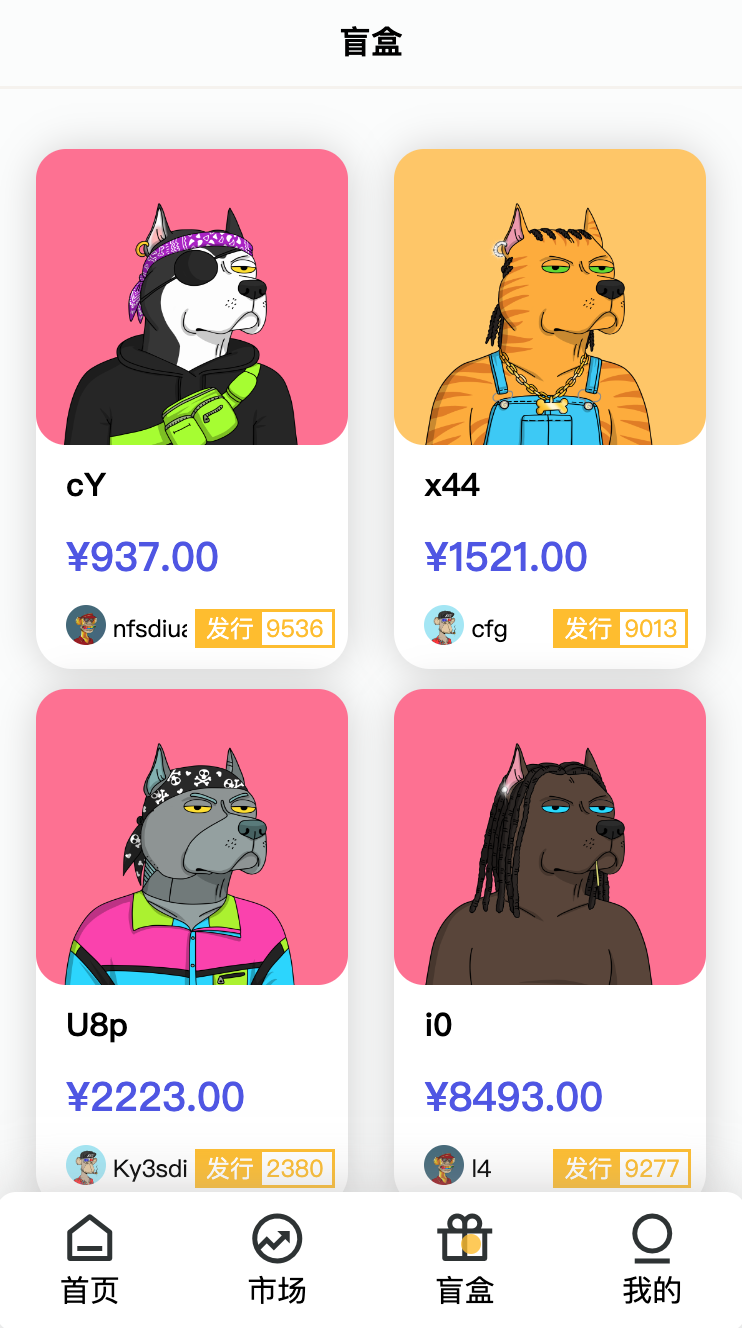 盲盒
cY
¥937.00
nfsdiua 发行 9536
x44
¥1521.00
cfg 发行 9013
U8p
¥2223.00
Ky3sdi 发行 2380
i0
¥8493.00
l4 发行 9277
首页 市场 盲盒 我的